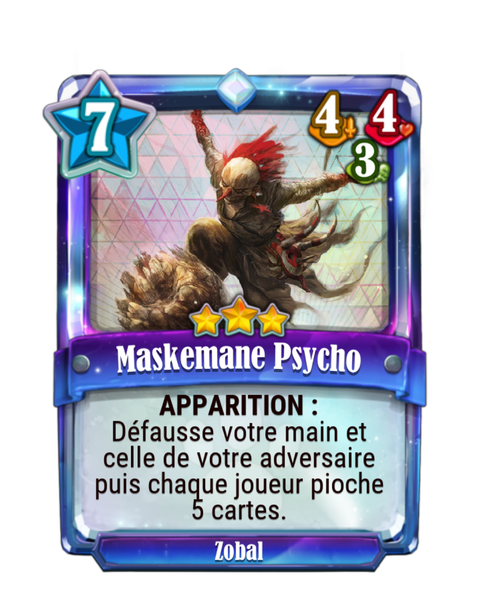 7
4
4
3
Maskemane Psycho
APPARITION :
Défausse votre main et
celle de votre adversaire
puis chaque joueur pioche
5 cartes.
Zobal